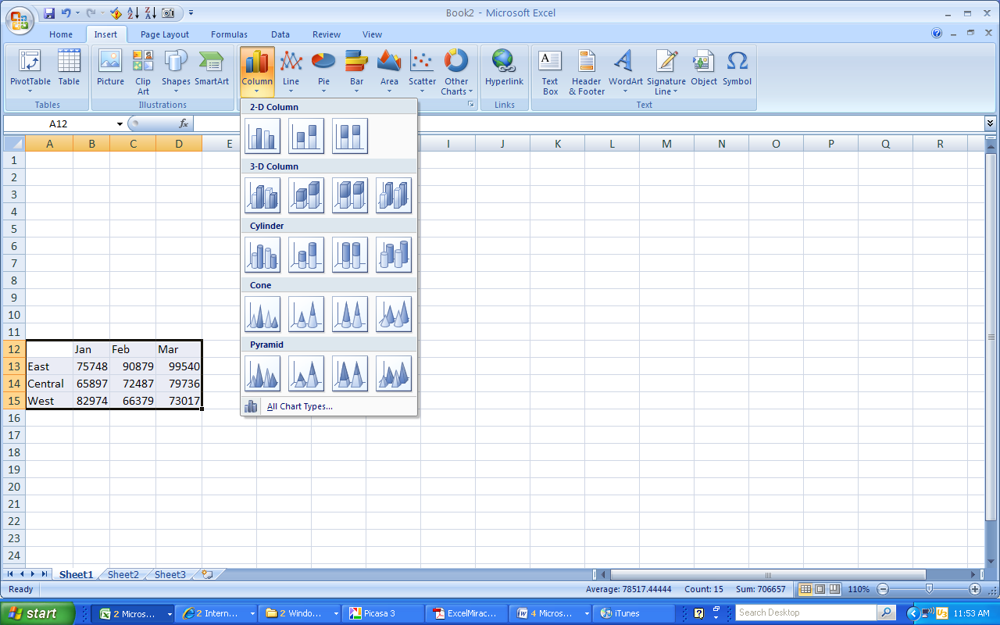 Book2 - Microsoft Excel
Home Insert Page Layout Formulas Data Review View
PivotTable Table Picture Clip Art Shapes SmartArt Column Line Pie Bar Area Scatter Other Charts Hyperlink Text Box Header & Footer WordArt Signature Line Object Symbol
Tables Illustrations Links Text
A12 fx
2-D Column
3-D Column
Cylinder
Cone
Pyramid
All Chart Types...
A B C D E I J K L M N O P Q R
1
2
3
4
5
6
7
8
9
10
11
12 Jan Feb Mar
13 East 75748 90879 99540
14 Central 65897 72487 79736
15 West 82974 66379 73017
16
17
18
19
20
21
22
23
24
Sheet1 Sheet2 Sheet3
Ready Average: 78517.44444 Count: 15 Sum: 706657 110%
start 2 Micros... 2 Intern... 2 Windo... Picasa 3 ExcelMirac... 4 Micros... iTunes Search Desktop U3 11:53 AM